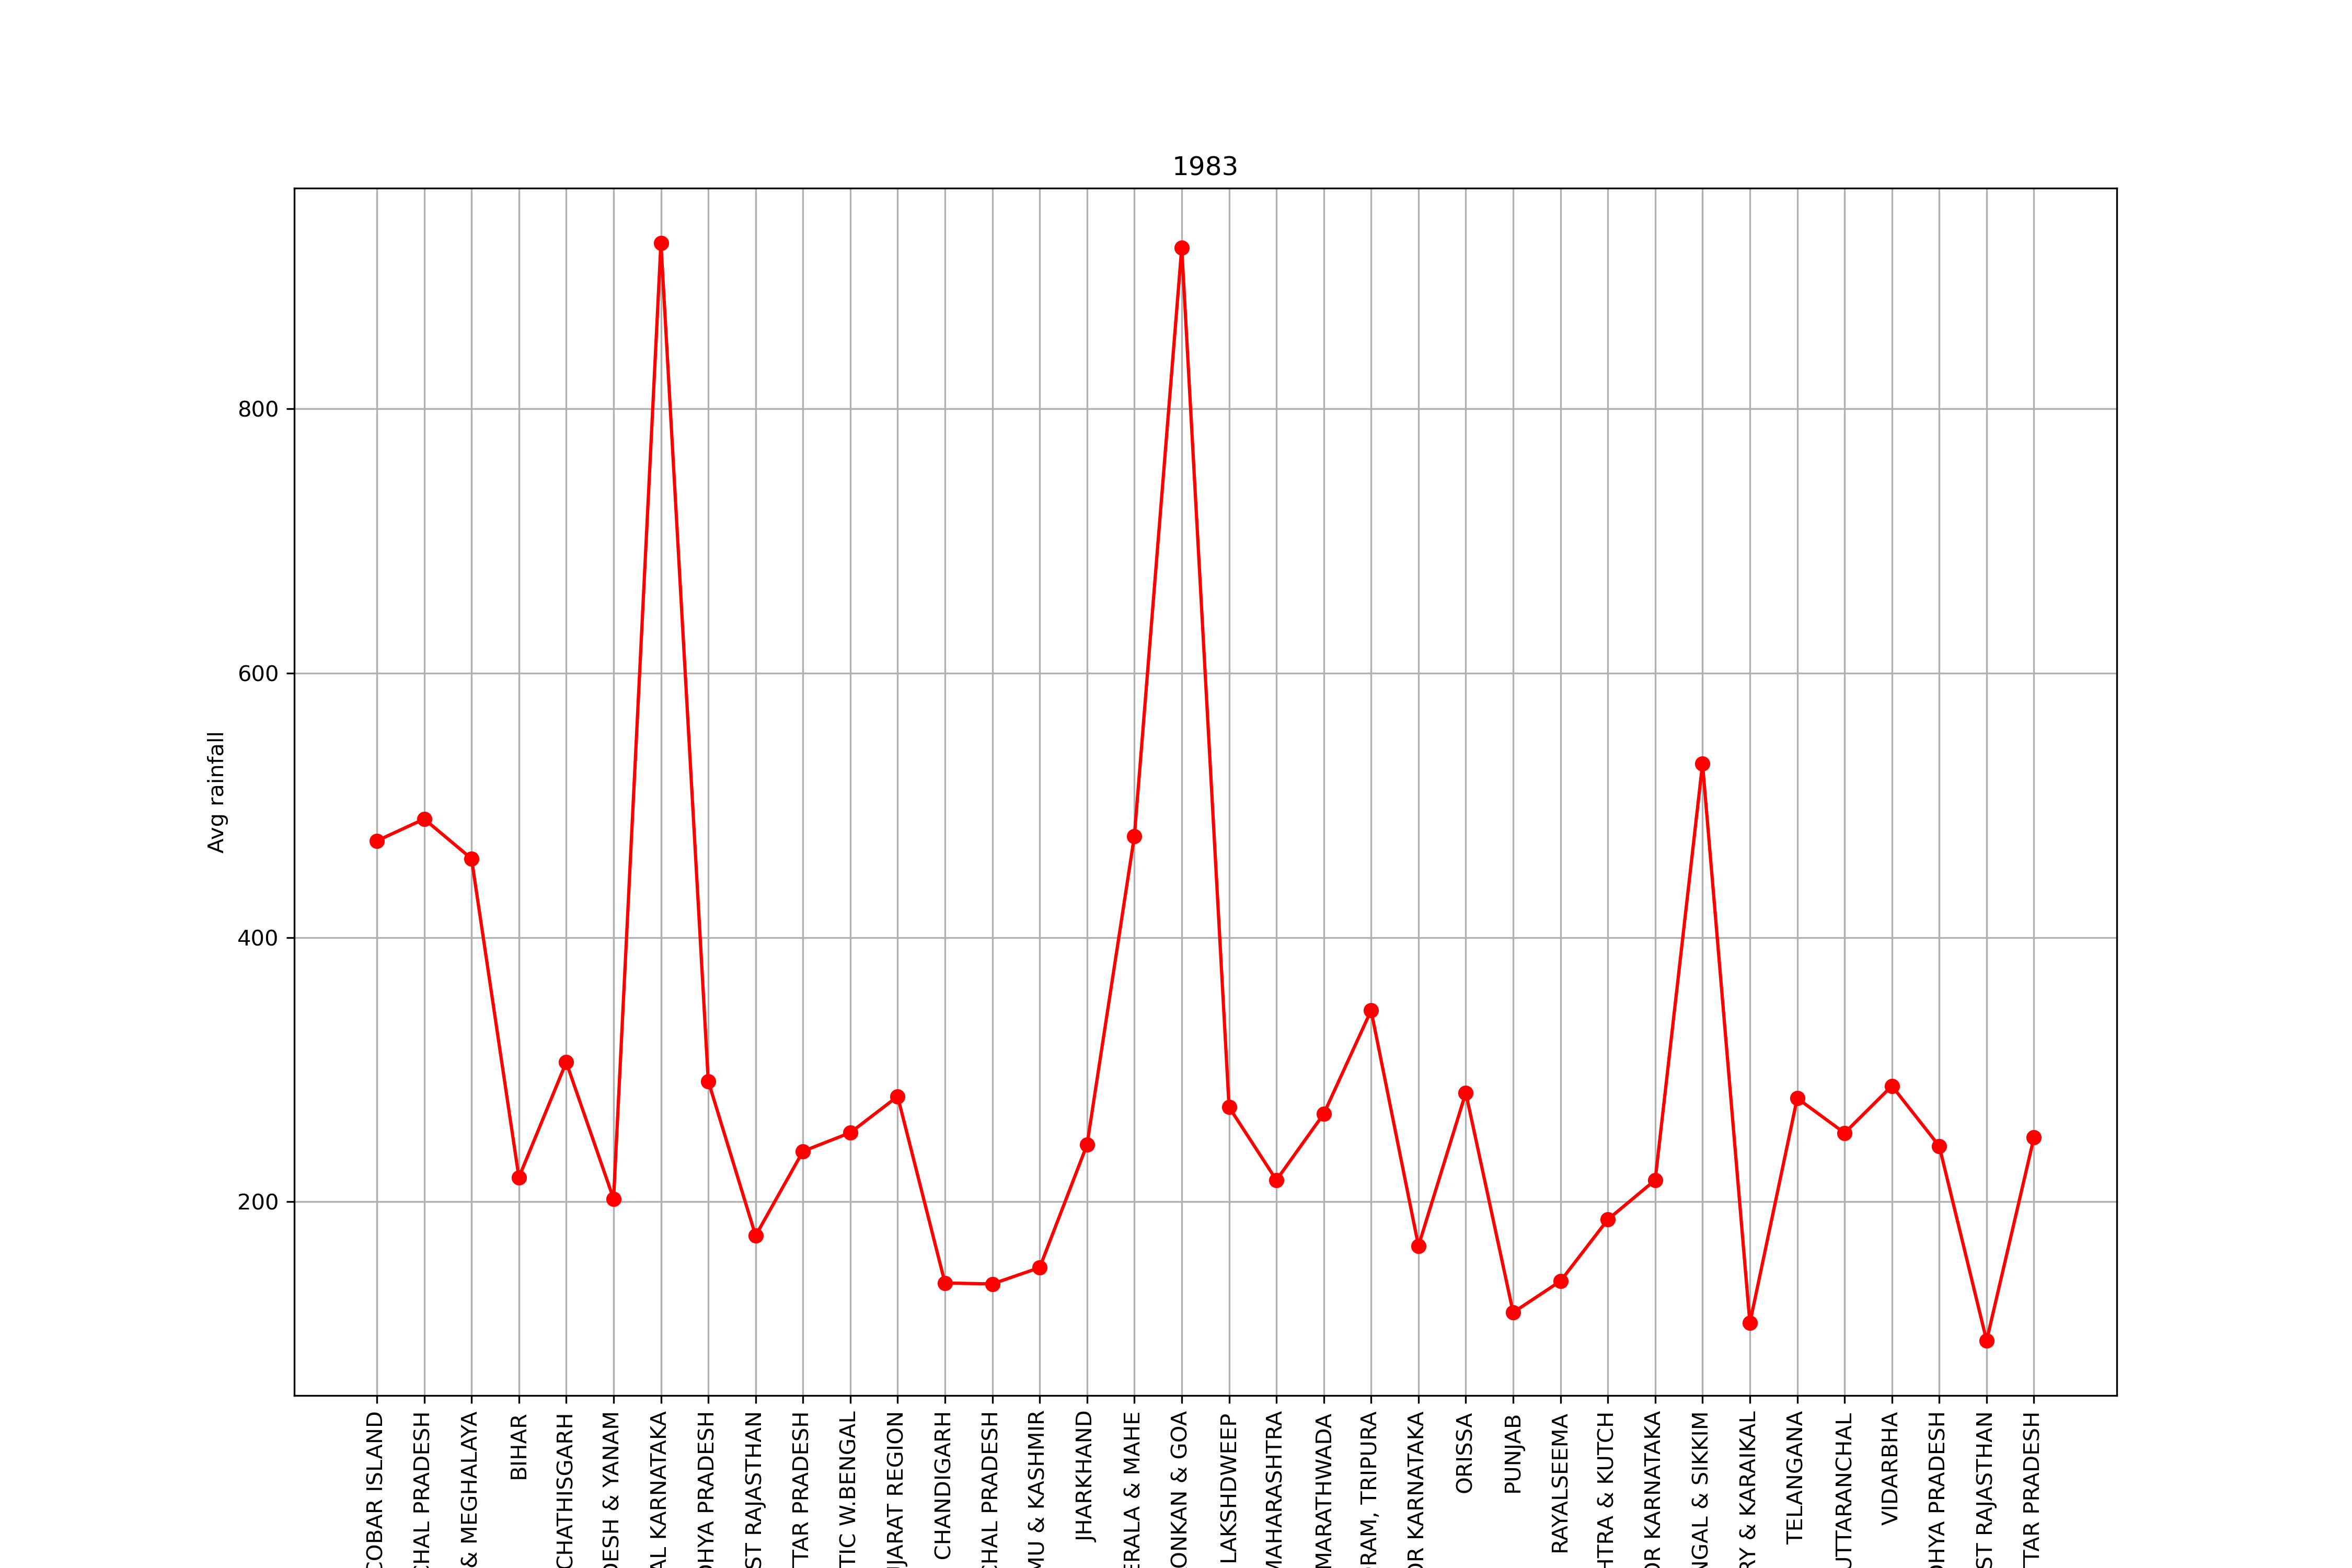 1983
Avg rainfall
800
600
400
200
COBAR ISLAND
CHAL PRADESH
& MEGHALAYA
BIHAR
CHATHISGARH
DESH & YANAM
AL KARNATAKA
DHYA PRADESH
ST RAJASTHAN
TTAR PRADESH
TIC W.BENGAL
JARAT REGION
CHANDIGARH
CHAL PRADESH
MU & KASHMIR
JHARKHAND
ERALA & MAHE
ONKAN & GOA
LAKSHDWEEP
MAHARASHTRA
MARATHWADA
RAM, TRIPURA
OR KARNATAKA
ORISSA
PUNJAB
RAYALSEEMA
HTRA & KUTCH
OR KARNATAKA
NGAL & SIKKIM
RY & KARAIKAL
TELANGANA
UTTARANCHAL
VIDARBHA
DHYA PRADESH
ST RAJASTHAN
TTAR PRADESH